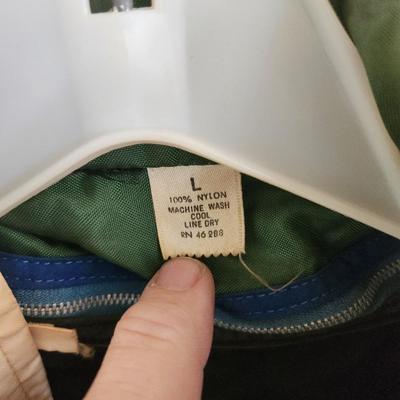 L
100% NYLON
MACHINE WASH
COOL
LINE DRY
RN 46288